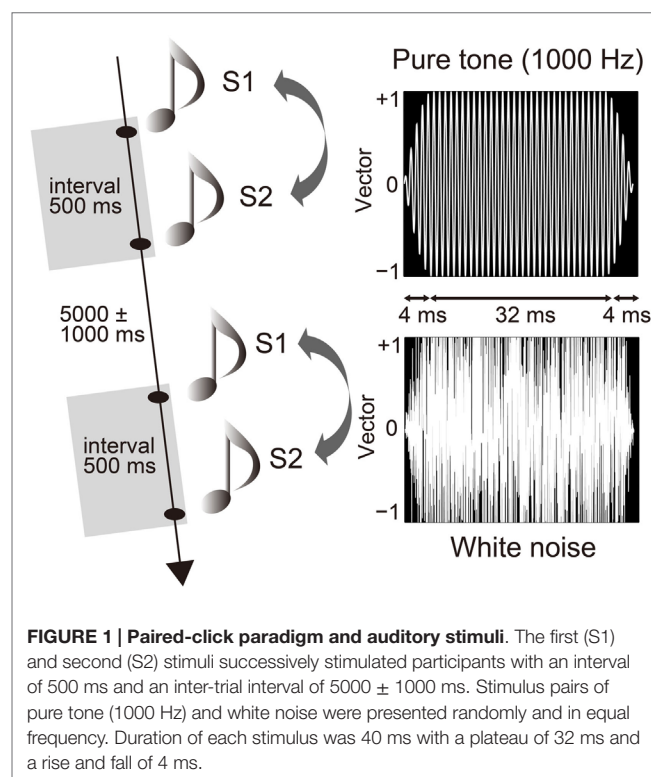 S1
S2
interval
500 ms
5000 ±
1000 ms
S1
S2
interval
500 ms
Pure tone (1000 Hz)
+1
Vector
0
−1
4 ms
32 ms
4 ms
+1
Vector
0
−1
White noise
FIGURE 1 | Paired-click paradigm and auditory stimuli. The first (S1)
and second (S2) stimuli successively stimulated participants with an interval
of 500 ms and an inter-trial interval of 5000 ± 1000 ms. Stimulus pairs of
pure tone (1000 Hz) and white noise were presented randomly and in equal
frequency. Duration of each stimulus was 40 ms with a plateau of 32 ms and
a rise and fall of 4 ms.